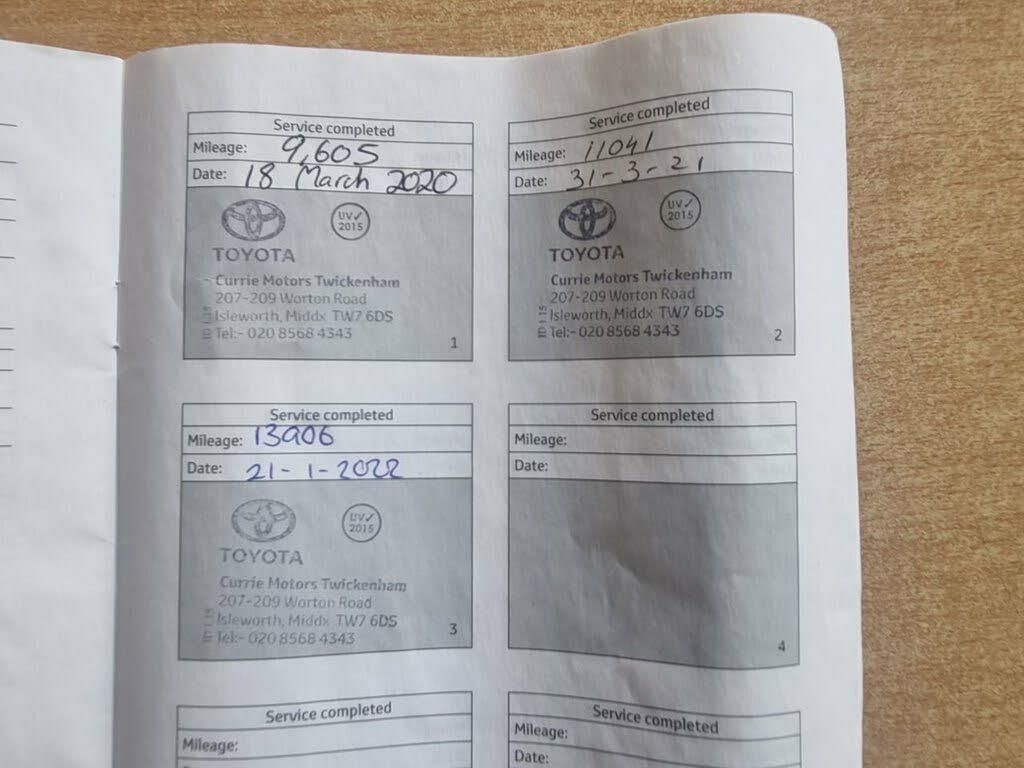 Service completed
Mileage: 9,605
Date: 18 March 2020
UV✓
2015
TOYOTA
Currie Motors Twickenham
207-209 Worton Road
Isleworth, Middx TW7 6DS
Tel:- 020 8568 4343
1
Service completed
Mileage: 11041
Date: 31-3-21
UV✓
2015
TOYOTA
Currie Motors Twickenham
207-209 Worton Road
Isleworth, Middx TW7 6DS
Tel:- 020 8568 4343
2
Service completed
Mileage: 13906
Date: 21-1-2022
UV✓
2015
TOYOTA
Currie Motors Twickenham
207-209 Worton Road
Isleworth, Middx TW7 6DS
Tel:- 020 8568 4343
3
Service completed
Mileage:
Date:
4
Service completed
Mileage:
Service completed
Mileage:
Date: